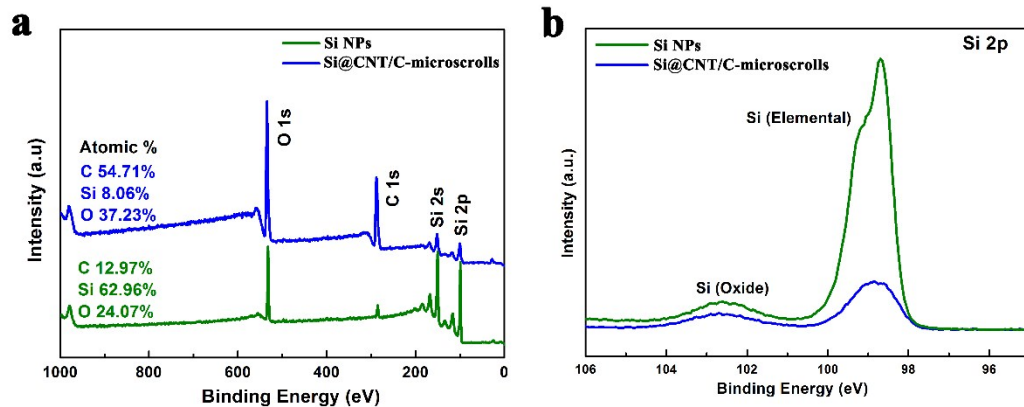 a
Si NPs
Si@CNT/C-microscrolls
Atomic %
C 54.71%
Si 8.06%
O 37.23%
C 12.97%
Si 62.96%
O 24.07%
O 1s
C 1s
Si 2s
Si 2p
Intensity (a.u)
1000
800
600
400
200
0
Binding Energy (eV)
b
Si NPs
Si@CNT/C-microscrolls
Si 2p
Si (Elemental)
Si (Oxide)
Intensity (a.u.)
106
104
102
100
98
96
Binding Energy (eV)